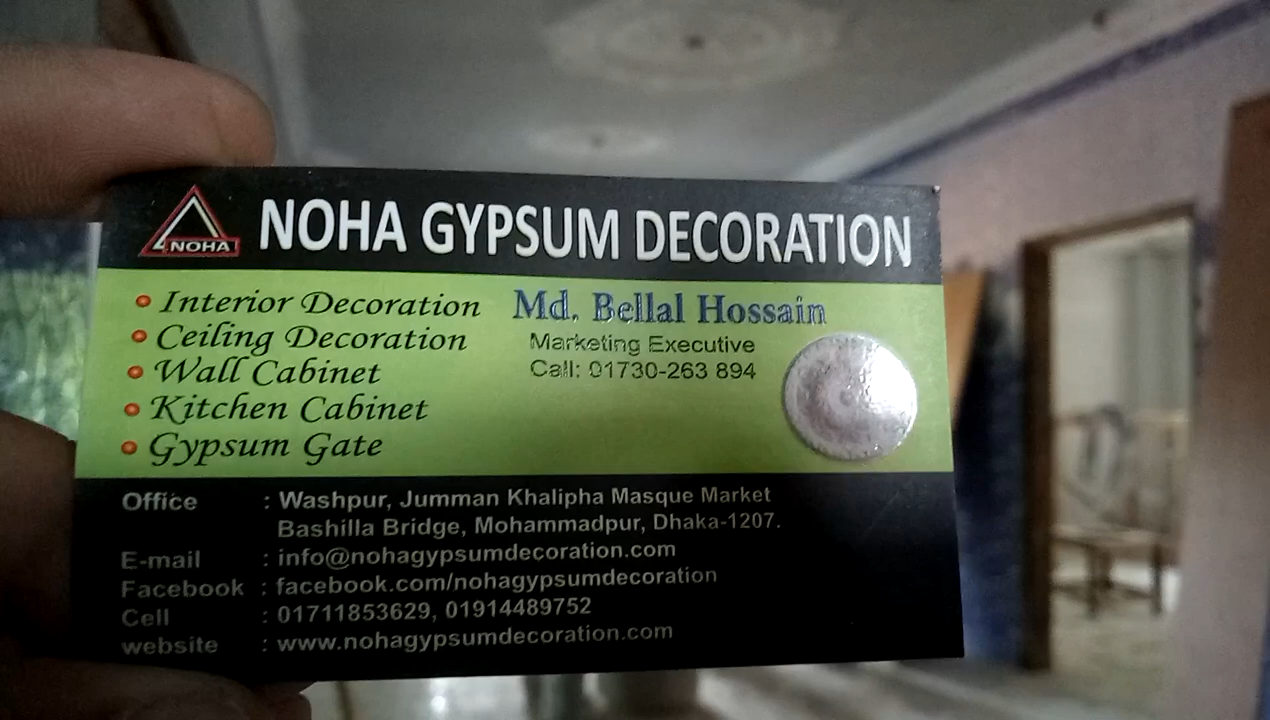 NOHA
NOHA GYPSUM DECORATION
Interior Decoration
Ceiling Decoration
Wall Cabinet
Kitchen Cabinet
Gypsum Gate
Md. Bellal Hossain
Marketing Executive
Call: 01730-263 894
Office : Washpur, Jumman Khalipha Masque Market
Bashilla Bridge, Mohammadpur, Dhaka-1207.
E-mail : info@nohagypsumdecoration.com
Facebook : facebook.com/nohagypsumdecoration
Cell : 01711853629, 01914489752
website : www.nohagypsumdecoration.com